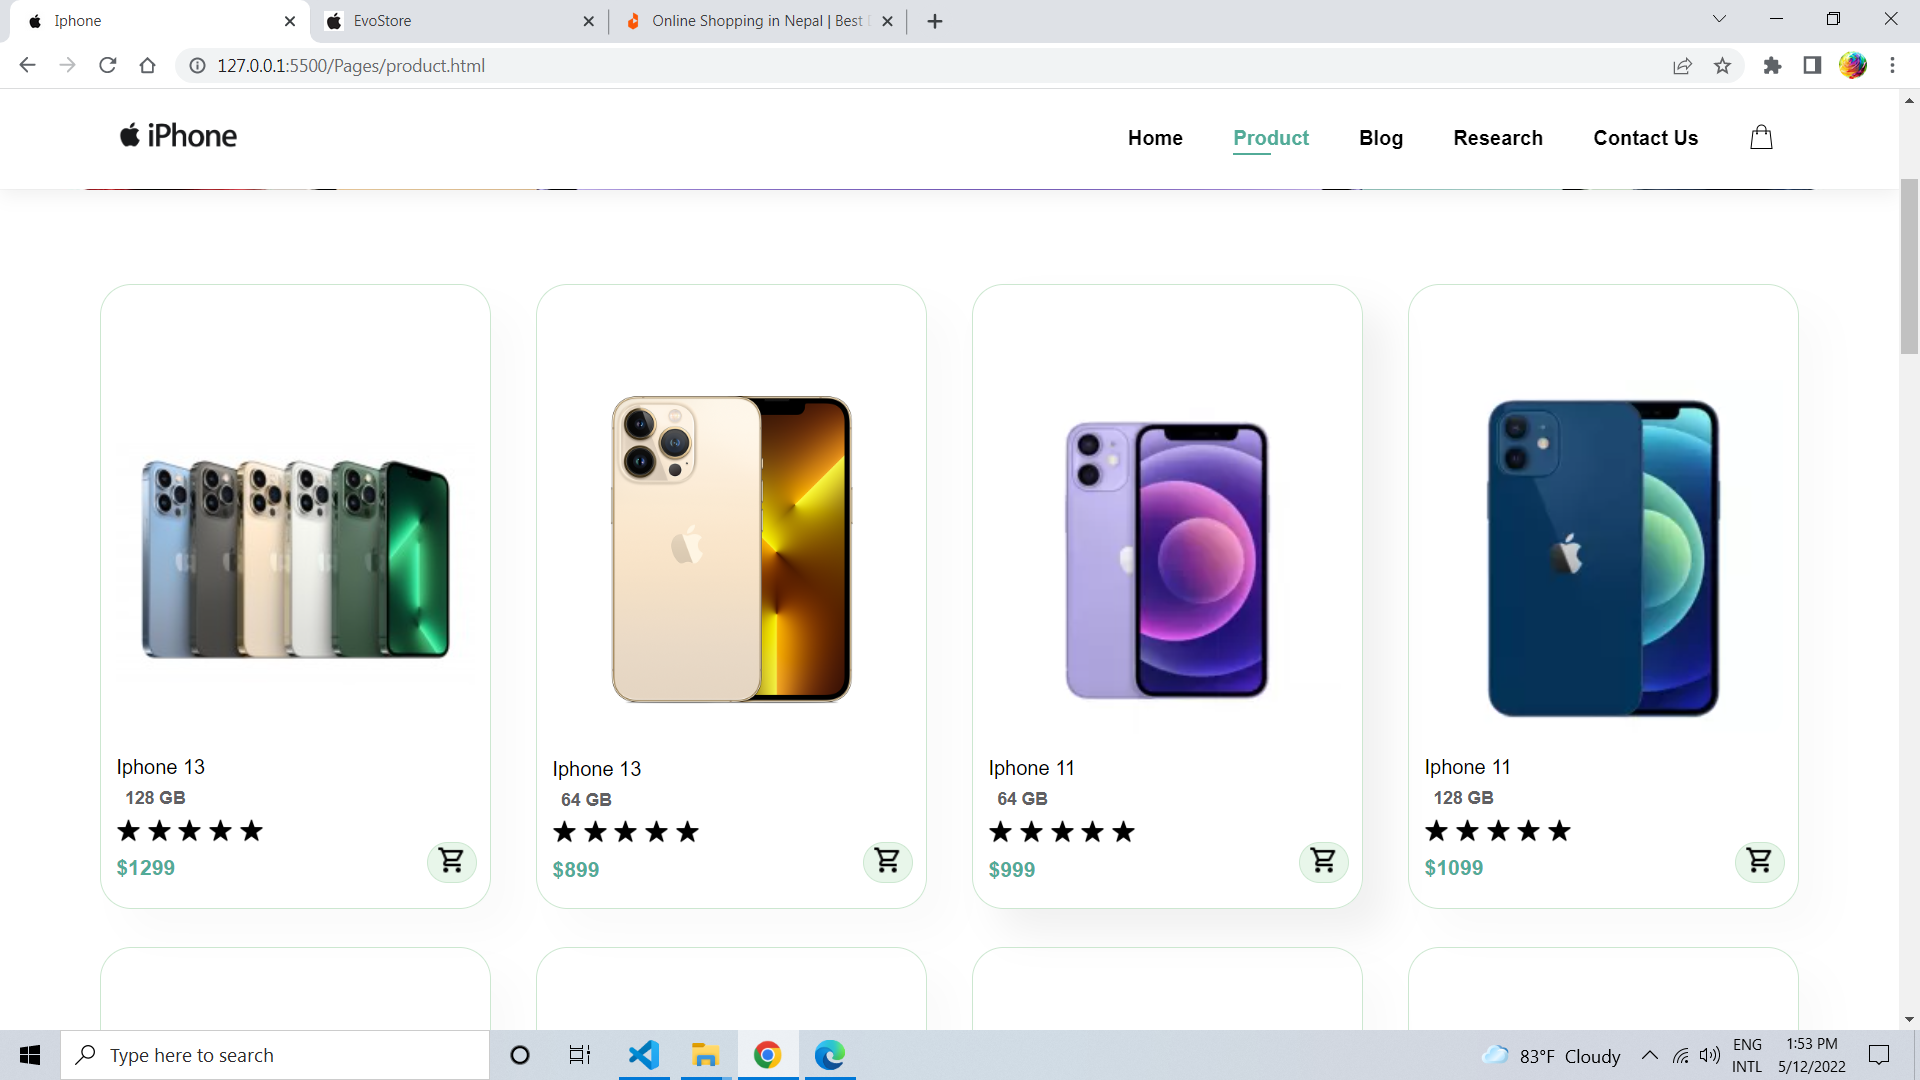 Iphone
EvoStore
Online Shopping in Nepal | Best
127.0.0.1:5500/Pages/product.html
iPhone
Home
Product
Blog
Research
Contact Us
Iphone 13
128 GB
$1299
Iphone 13
64 GB
$899
Iphone 11
64 GB
$999
Iphone 11
128 GB
$1099
Type here to search
83°F Cloudy
ENG
INTL
1:53 PM
5/12/2022